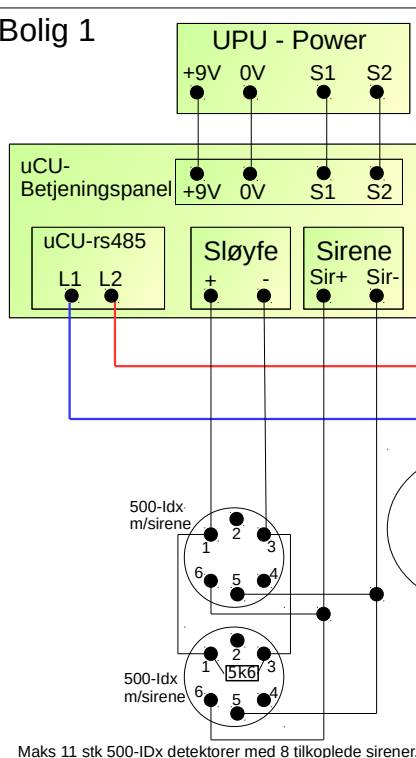 Bolig 1
UPU - Power
+9V 0V S1 S2
uCU-
Betjeningspanel
+9V 0V S1 S2
uCU-rs485
L1 L2
Sløyfe
+ -
Sirene
Sir+ Sir-
500-Idx
m/sirene
1 2 3
6 5 4
500-Idx
m/sirene
1 2 3
5k6
6 5 4
Maks 11 stk 500-IDx detektorer med 8 tilkoplede sirener.